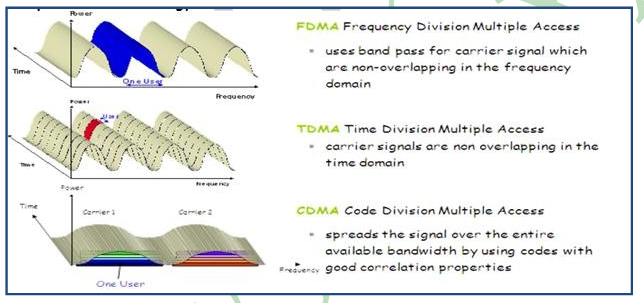 Power
Time
One User
Frequency
FDMA Frequency Division Multiple Access
uses band pass for carrier signal which
are non-overlapping in the frequency
domain
Power
User
Time
Frequency
TDMA Time Division Multiple Access
carrier signals are non overlapping in the
time domain
Power
Time
Carrier 1
Carrier 2
One User
Frequency
CDMA Code Division Multiple Access
spreads the signal over the entire
available bandwidth by using codes with
good correlation properties